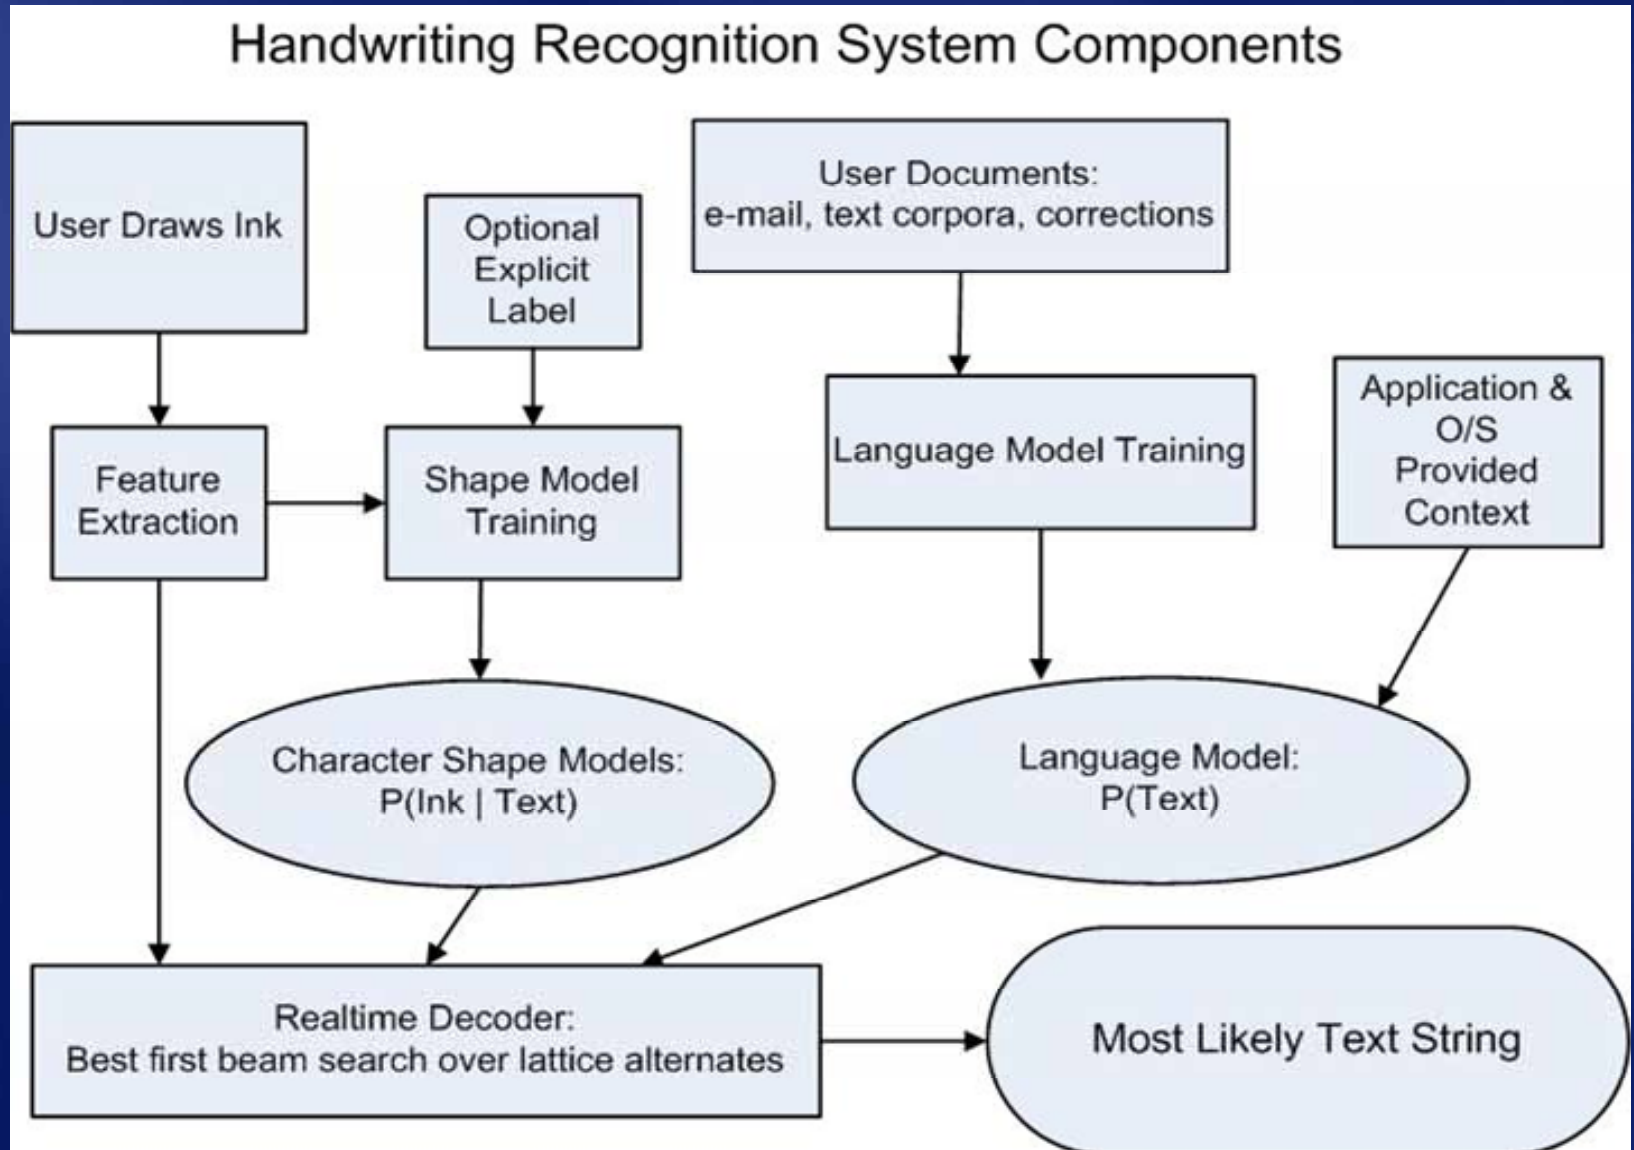 Handwriting Recognition System Components
User Draws Ink
Optional
Explicit
Label
User Documents:
e-mail, text corpora, corrections
Feature
Extraction
Shape Model
Training
Language Model Training
Application &
O/S
Provided
Context
Character Shape Models:
P(Ink | Text)
Language Model:
P(Text)
Realtime Decoder:
Best first beam search over lattice alternates
Most Likely Text String